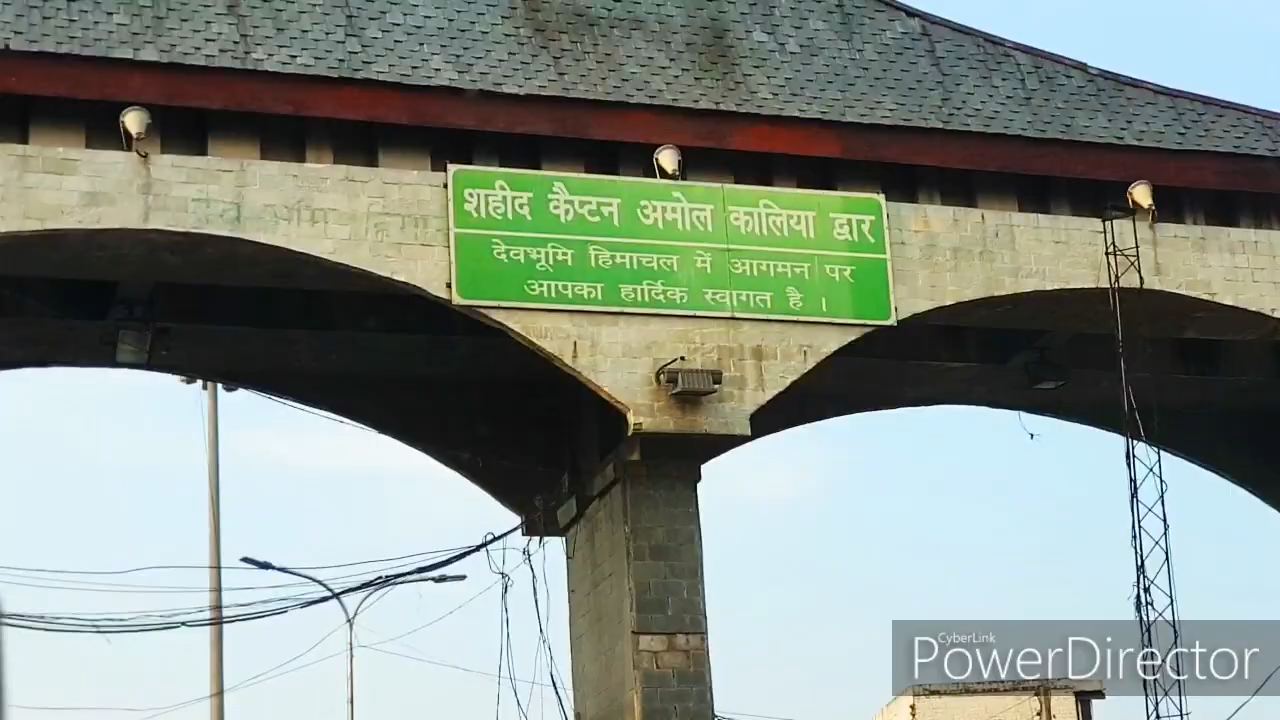 शहीद कैप्टन अमोल कालिया द्वार
देवभूमि हिमाचल में आगमन पर
आपका हार्दिक स्वागत है ।
CyberLink
PowerDirector